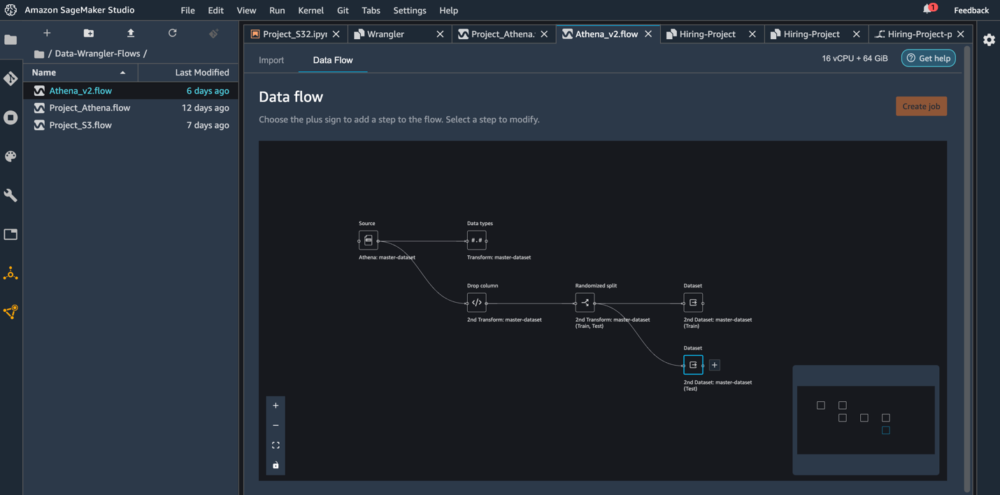 Amazon SageMaker Studio
File Edit View Run Kernel Git Tabs Settings Help
1
Feedback
/ Data-Wrangler-Flows /
Name Last Modified
Athena_v2.flow 6 days ago
Project_Athena.flow 12 days ago
Project_S3.flow 7 days ago
Project_S32.ipyn
Wrangler
Project_Athena.
Athena_v2.flow
Hiring-Project
Hiring-Project
Hiring-Project-p
Import
Data Flow
16 vCPU + 64 GiB
Get help
Data flow
Create job
Choose the plus sign to add a step to the flow. Select a step to modify.
Source
Athena: master-dataset
Data types
#.#
Transform: master-dataset
Drop column
</>
2nd Transform: master-dataset
Randomized split
2nd Transform: master-dataset
(Train, Test)
Dataset
2nd Dataset: master-dataset
(Train)
Dataset
2nd Dataset: master-dataset
(Test)